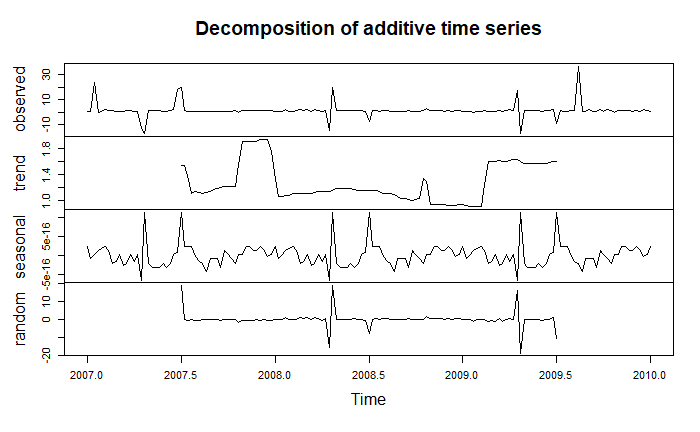 Decomposition of additive time series
observed
-10 10 30
trend
1.0 1.4 1.8
seasonal
-5e-16 5e-16
random
-20 0 10
2007.0 2007.5 2008.0 2008.5 2009.0 2009.5 2010.0
Time